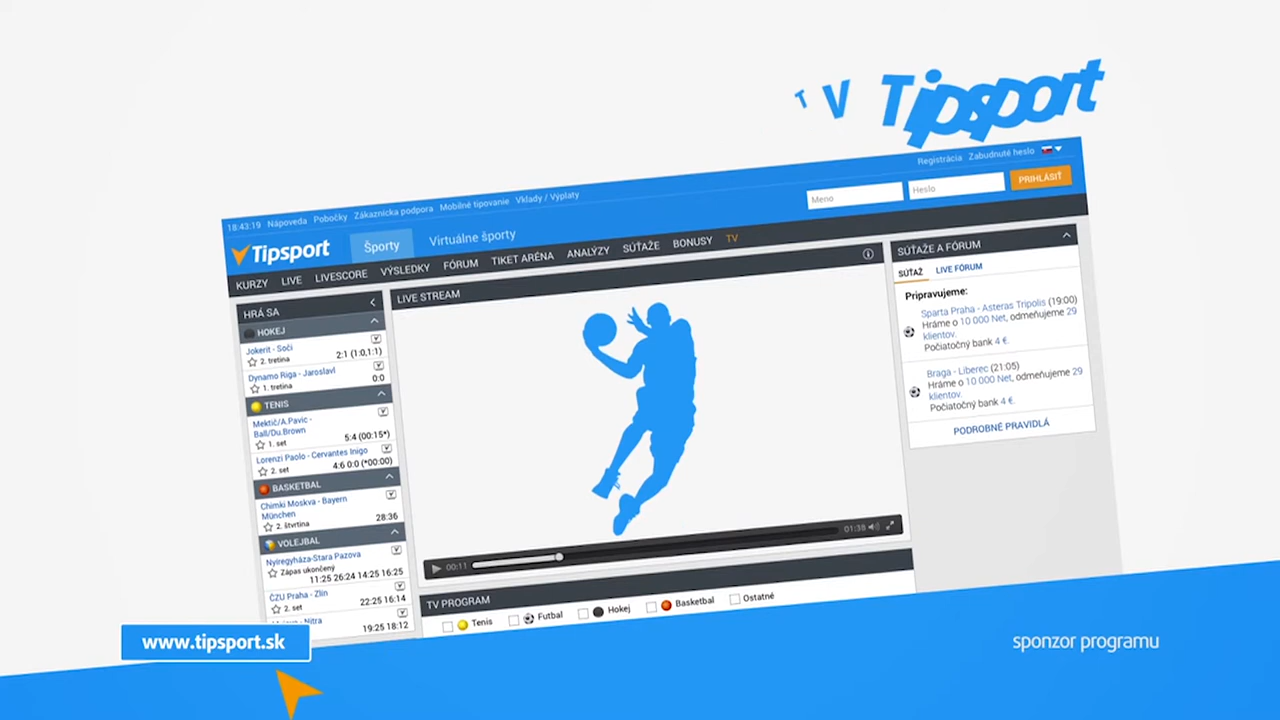 TV Tipsport
Registrácia Zabudnuté heslo
18:43:19 Nápoveda Pobočky Zákaznícka podpora Mobilné tipovanie Vklady / Výplaty
Meno Heslo PRIHLÁSIŤ
Tipsport Športy Virtuálne športy
KURZY LIVE LIVESCORE VÝSLEDKY FÓRUM TIKET ARÉNA ANALÝZY SÚŤAŽE BONUSY TV
HRÁ SA
HOKEJ
Jokerit - Soči
2. tretina 2:1 (1:0,1:1)
Dynamo Riga - Jaroslavl
1. tretina 0:0
TENIS
Mektič/A.Pavic -
Ball/Du.Brown
1. set 5:4 (00:15*)
Lorenzi Paolo - Cervantes Inigo
2. set 4:6 0:0 (*00:00)
BASKETBAL
Chimki Moskva - Bayern
München
2. štvrtina 28:36
VOLEJBAL
Nyiregyháza-Stara Pazova
Zápas ukončený
11:25 26:24 14:25 16:25
ČZU Praha - Zlín
2. set 22:25 16:14
- Nitra
19:25 18:12
LIVE STREAM
00:11 01:38
TV PROGRAM
Tenis Futbal Hokej Basketbal Ostatné
SÚŤAŽE A FÓRUM
SÚŤAŽ LIVE FÓRUM
Pripravujeme:
Sparta Praha - Asteras Tripolis (19:00)
Hráme o 10 000 Net, odmeňujeme 29
klientov.
Počiatočný bank 4 €.
Braga - Liberec (21:05)
Hráme o 10 000 Net, odmeňujeme 29
klientov.
Počiatočný bank 4 €.
PODROBNÉ PRAVIDLÁ
www.tipsport.sk
sponzor programu